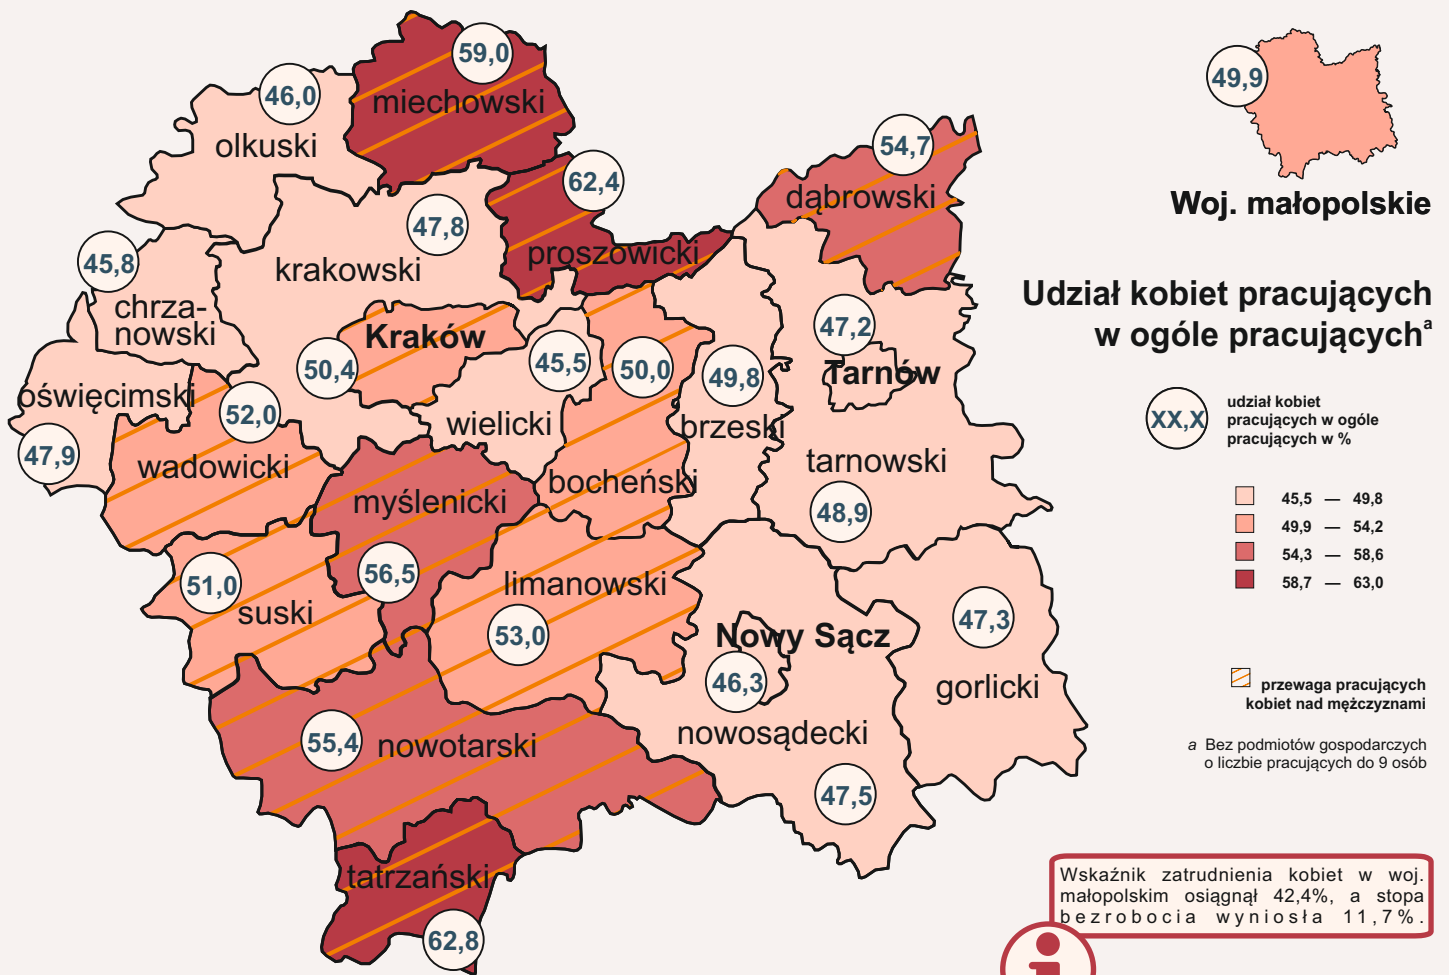 59,0
miechowski
46,0
olkuski
49,9
Woj. małopolskie
54,7
dąbrowski
62,4
proszowicki
47,8
krakowski
45,8
chrza-
nowski
Udział kobiet pracujących
w ogóle pracującychᵃ
Kraków
50,4
47,2
Tarnów
45,5
wielicki
50,0
bocheński
49,8
brzeski
oświęcimski
47,9
52,0
wadowicki
XX,X
udział kobiet
pracujących w ogóle
pracujących w %
tarnowski
48,9
myślenicki
56,5
45,5 — 49,8
49,9 — 54,2
54,3 — 58,6
58,7 — 63,0
51,0
suski
limanowski
53,0
Nowy Sącz
46,3
47,3
gorlicki
przewaga pracujących
kobiet nad mężczyznami
55,4
nowotarski
nowosądecki
47,5
a Bez podmiotów gospodarczych
o liczbie pracujących do 9 osób
tatrzański
62,8
Wskaźnik zatrudnienia kobiet w woj.
małopolskim osiągnął 42,4%, a stopa
bezrobocia wyniosła 11,7%.